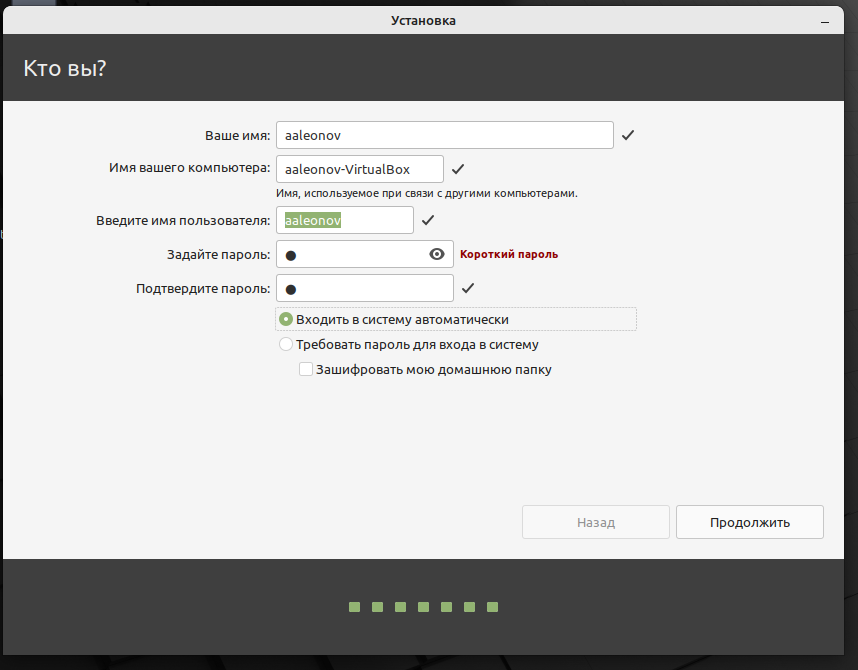 Установка
Кто вы?
Ваше имя: aaleonov
Имя вашего компьютера: aaleonov-VirtualBox
Имя, используемое при связи с другими компьютерами.
Введите имя пользователя: aaleonov
Задайте пароль: ● Короткий пароль
Подтвердите пароль: ●
Входить в систему автоматически
Требовать пароль для входа в систему
Зашифровать мою домашнюю папку
Назад Продолжить